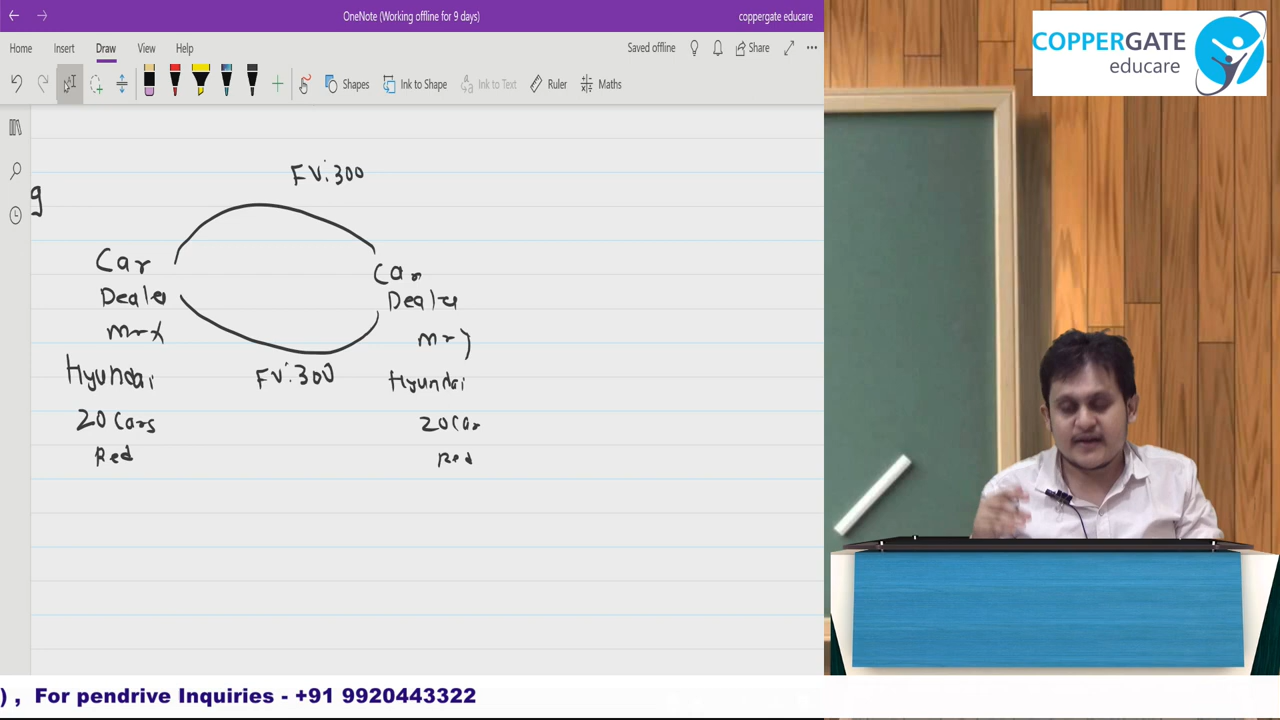 OneNote (Working offline for 9 days)
coppergate educare
Home Insert Draw View Help
Saved offline
Share
Shapes
Ink to Shape
Ink to Text
Ruler
Maths
COPPERGATE
educare
FV:300
g
Car
Dealer
Mr X
Hyundai
20 Cars
Red
FV:300
Car
Dealer
Mr Y
Hyundai
20 Car
Red
) , For pendrive Inquiries - +91 9920443322